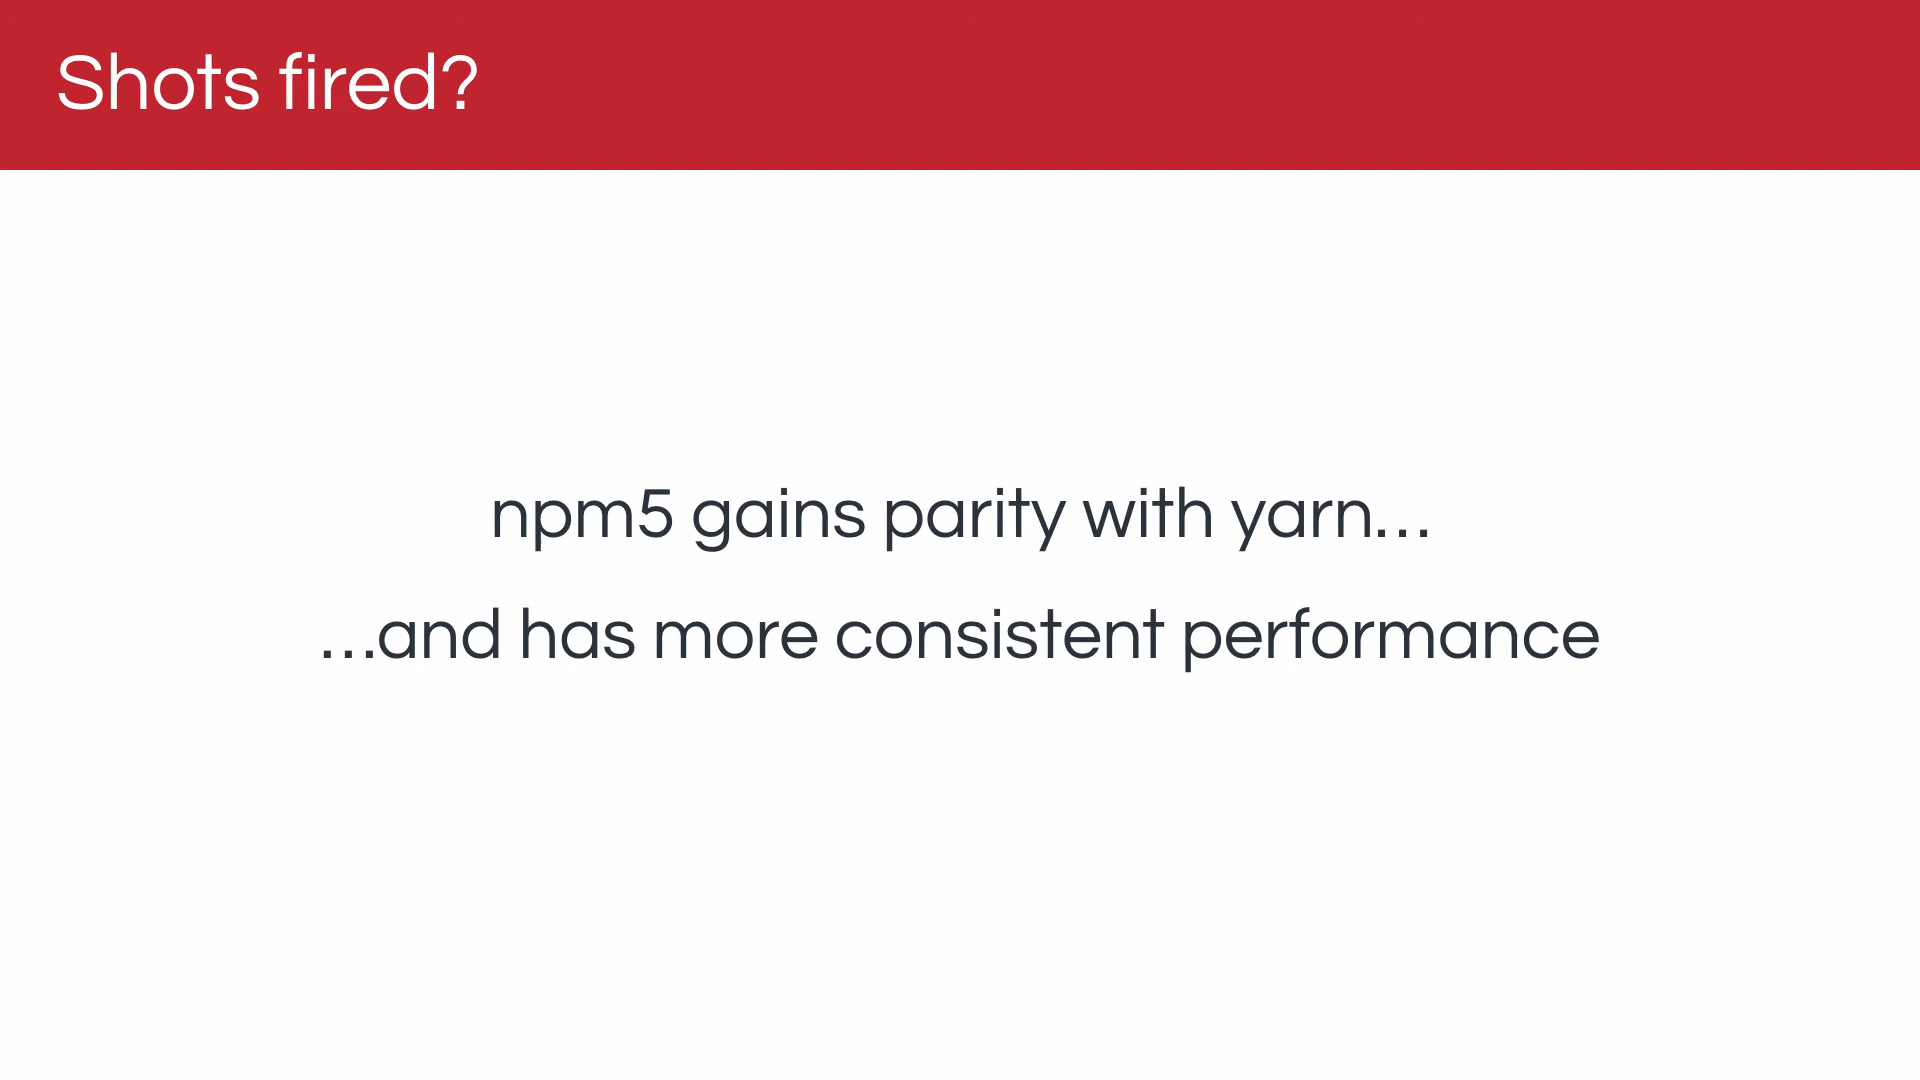 Shots fired?
npm5 gains parity with yarn…
…and has more consistent performance